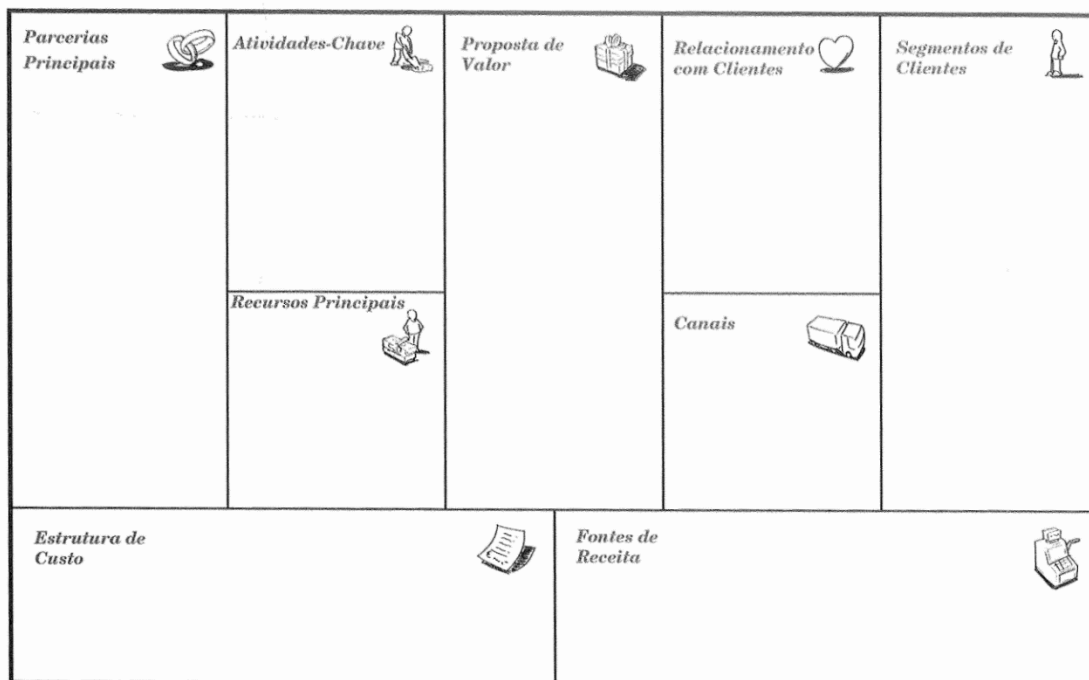 Parcerias
Principais
Atividades-Chave
Proposta de
Valor
Relacionamento
com Clientes
Segmentos de
Clientes
Recursos Principais
Canais
Estrutura de
Custo
Fontes de
Receita